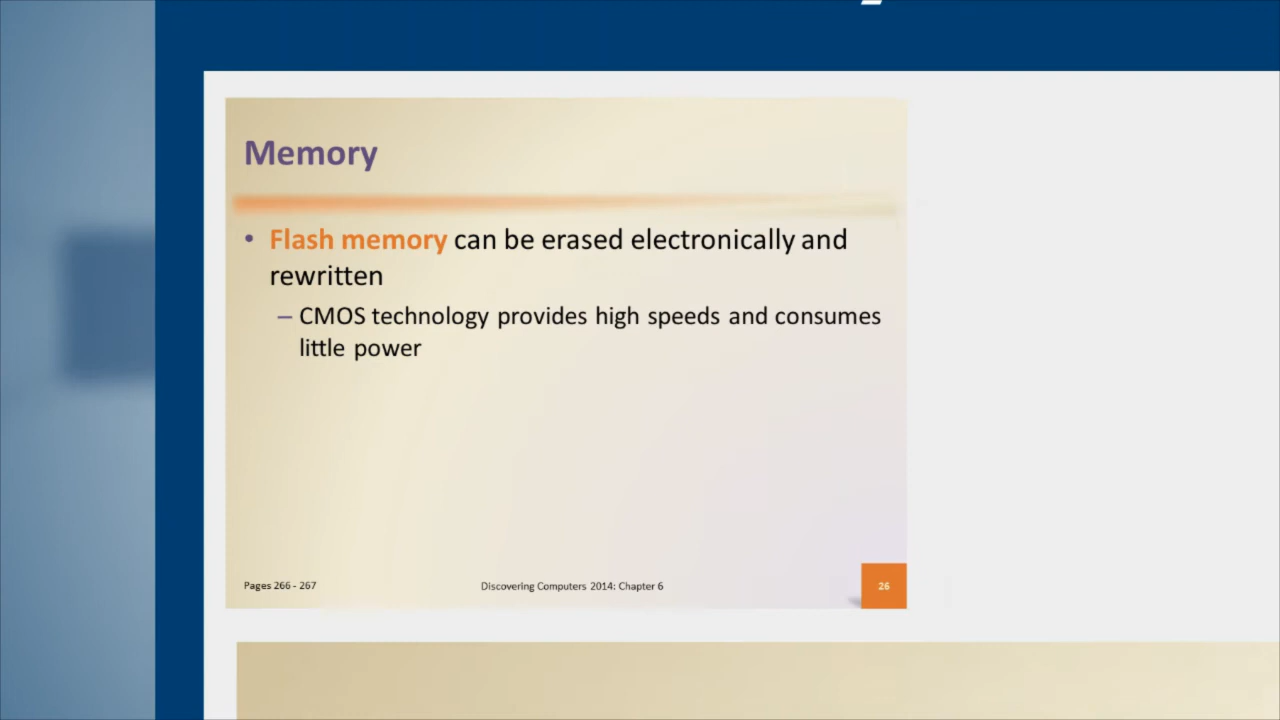 Memory
• Flash memory can be erased electronically and
rewritten
– CMOS technology provides high speeds and consumes
little power
Pages 266 - 267
Discovering Computers 2014: Chapter 6
26